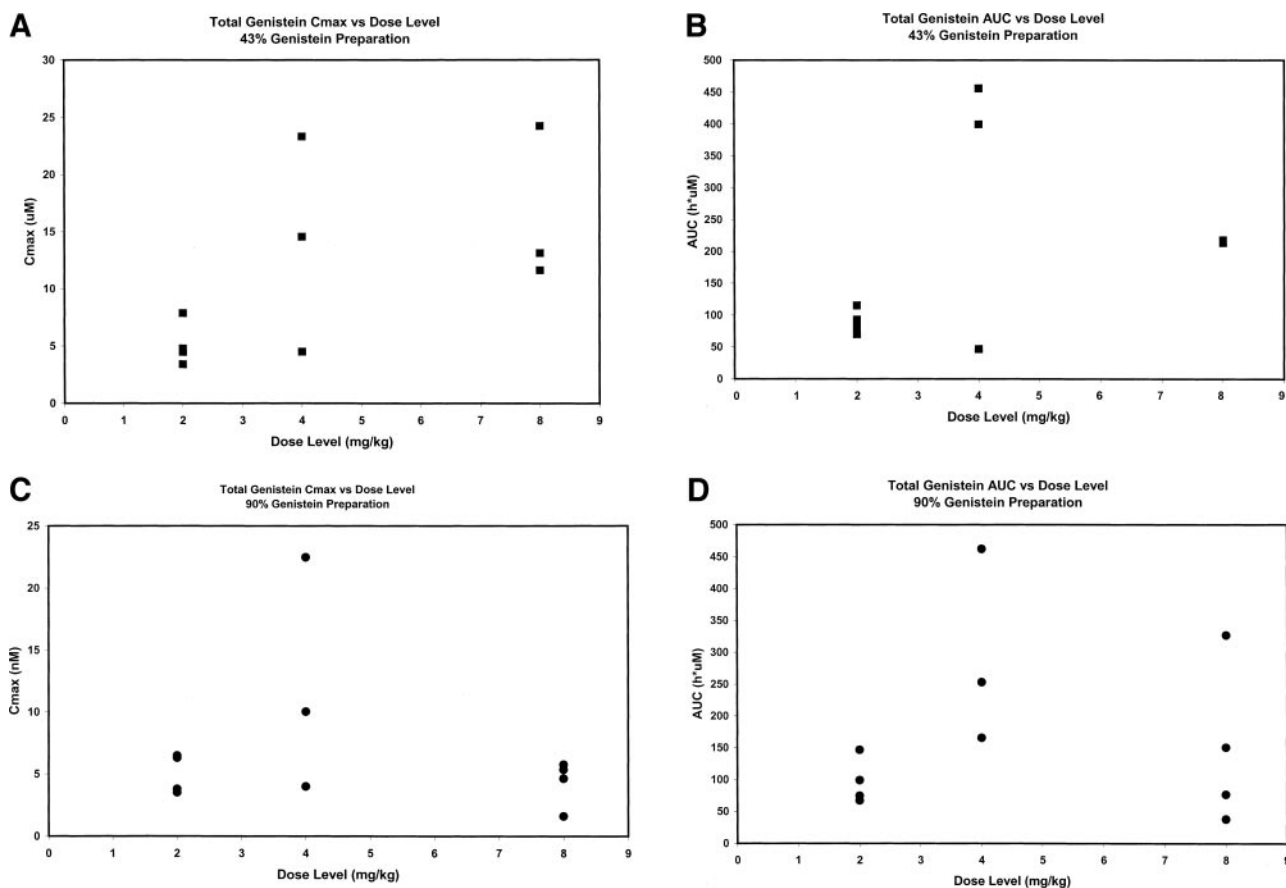 A
Total Genistein Cmax vs Dose Level
43% Genistein Preparation
30
25
20
15
10
5
0
Cmax (uM)
0 1 2 3 4 5 6 7 8 9
Dose Level (mg/kg)
B
Total Genistein AUC vs Dose Level
43% Genistein Preparation
500
450
400
350
300
250
200
150
100
50
0
AUC (h*uM)
0 1 2 3 4 5 6 7 8 9
Dose Level (mg/kg)
C
Total Genistein Cmax vs Dose Level
90% Genistein Preparation
25
20
15
10
5
0
Cmax (nM)
0 1 2 3 4 5 6 7 8 9
Dose Level (mg/kg)
D
Total Genistein AUC vs Dose Level
90% Genistein Preparation
500
450
400
350
300
250
200
150
100
50
0
AUC (h*uM)
0 1 2 3 4 5 6 7 8 9
Dose Level (mg/kg)